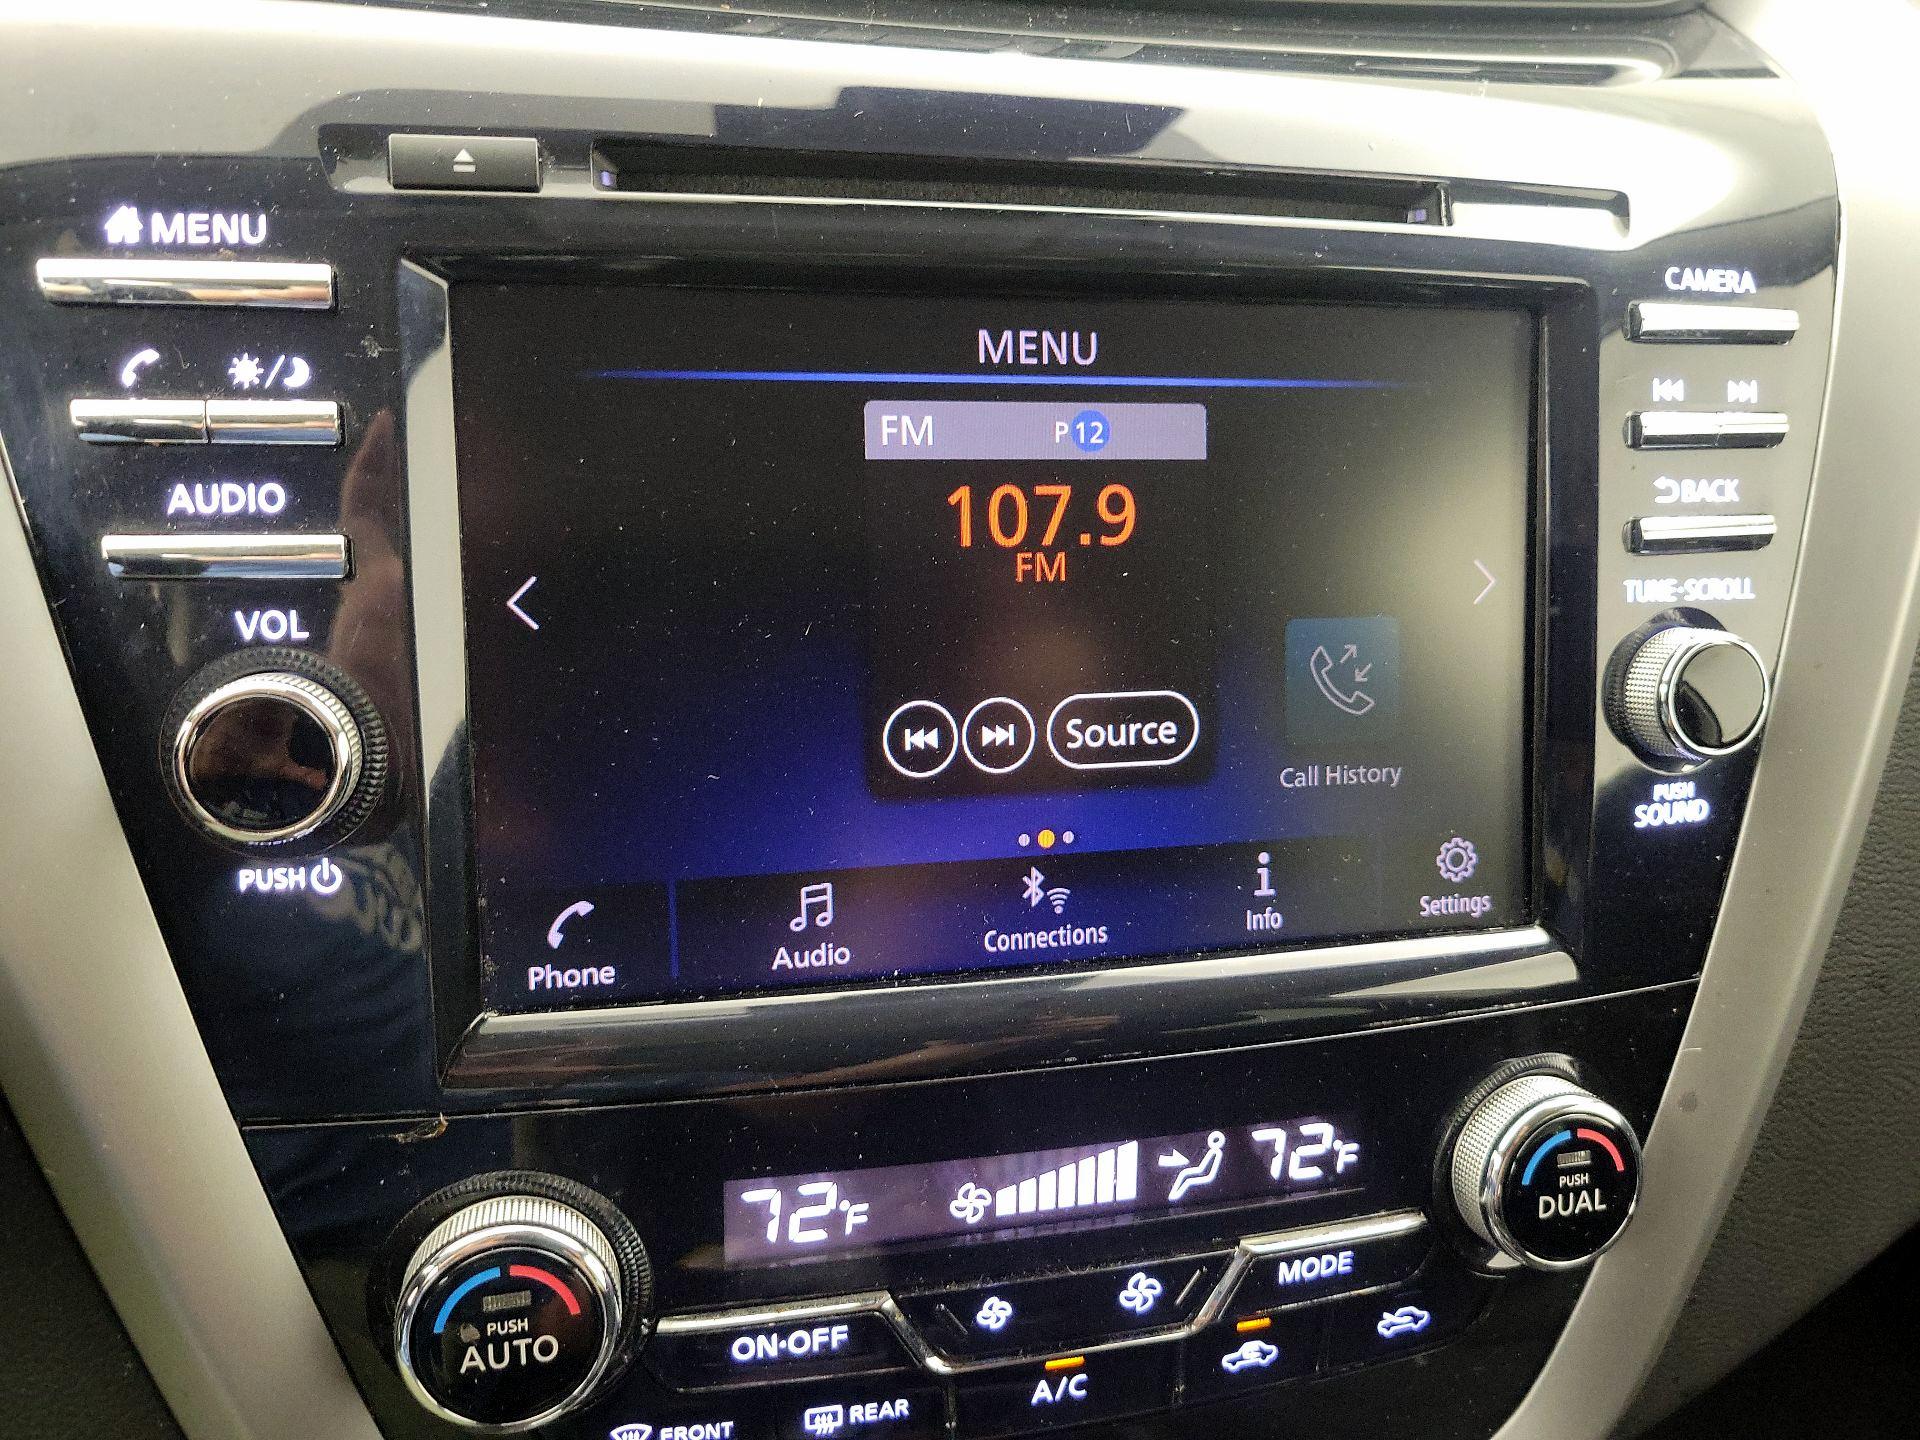 MENU
AUDIO
VOL
PUSH
CAMERA
BACK
TUNE·SCROLL
PUSH
SOUND
MENU
FM P12
107.9
FM
Source
Call History
Phone
Audio
Connections
Info
Settings
72°F
72°F
PUSH
AUTO
PUSH
DUAL
ON·OFF
MODE
A/C
FRONT
REAR